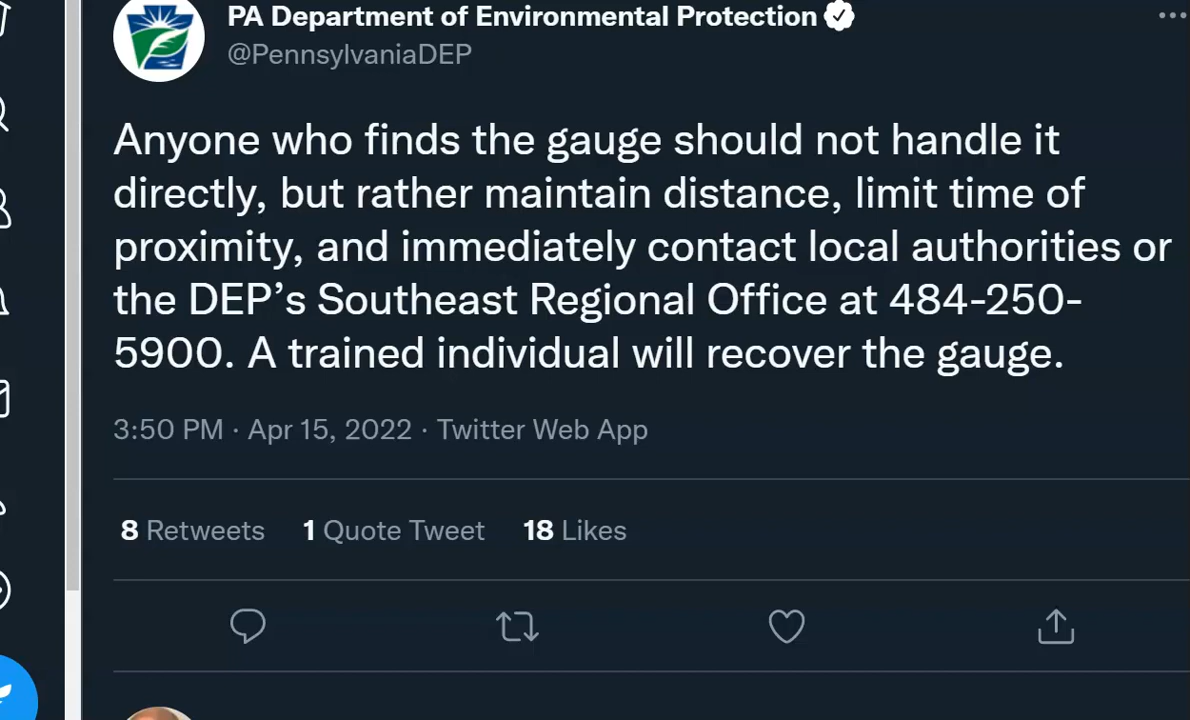 PA Department of Environmental Protection
@PennsylvaniaDEP
Anyone who finds the gauge should not handle it
directly, but rather maintain distance, limit time of
proximity, and immediately contact local authorities or
the DEP’s Southeast Regional Office at 484-250-
5900. A trained individual will recover the gauge.
3:50 PM · Apr 15, 2022 · Twitter Web App
8 Retweets 1 Quote Tweet 18 Likes